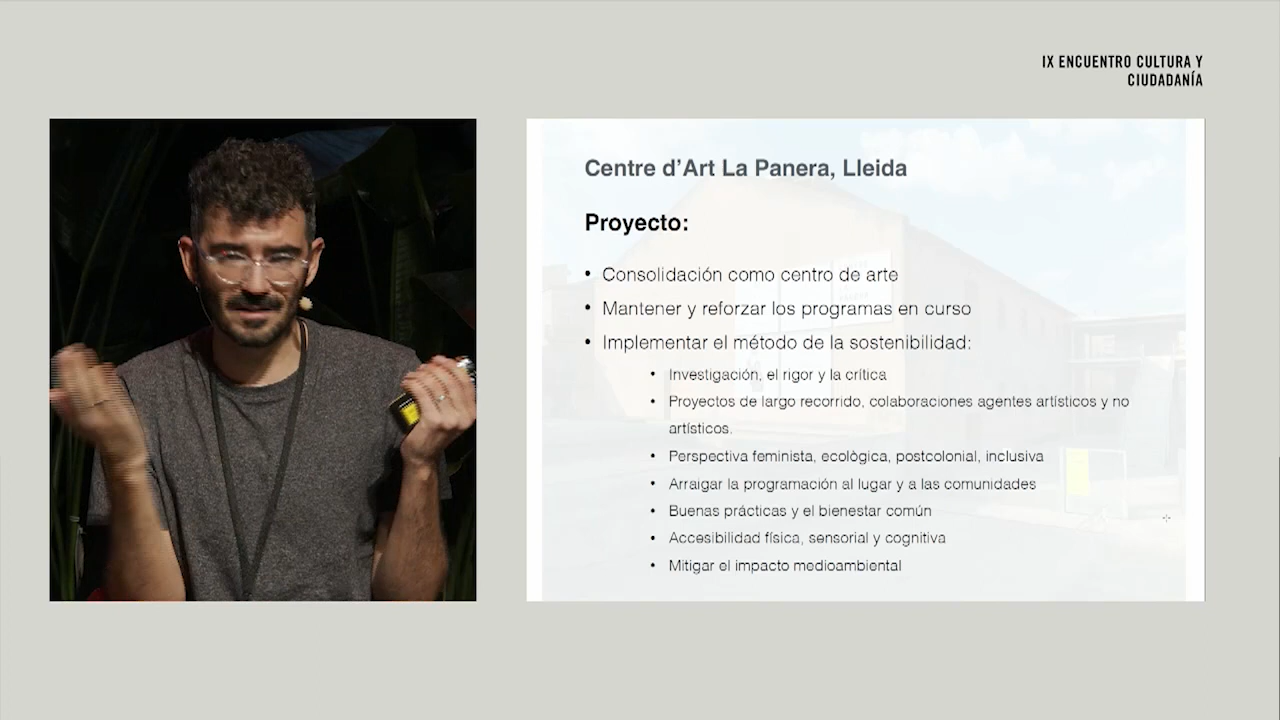 IX ENCUENTRO CULTURA Y
CIUDADANÍA
Centre d’Art La Panera, Lleida
Proyecto:
• Consolidación como centro de arte
• Mantener y reforzar los programas en curso
• Implementar el método de la sostenibilidad:
• Investigación, el rigor y la crítica
• Proyectos de largo recorrido, colaboraciones agentes artísticos y no
artísticos.
• Perspectiva feminista, ecològica, postcolonial, inclusiva
• Arraigar la programación al lugar y a las comunidades
• Buenas prácticas y el bienestar común
• Accesibilidad física, sensorial y cognitiva
• Mitigar el impacto medioambiental